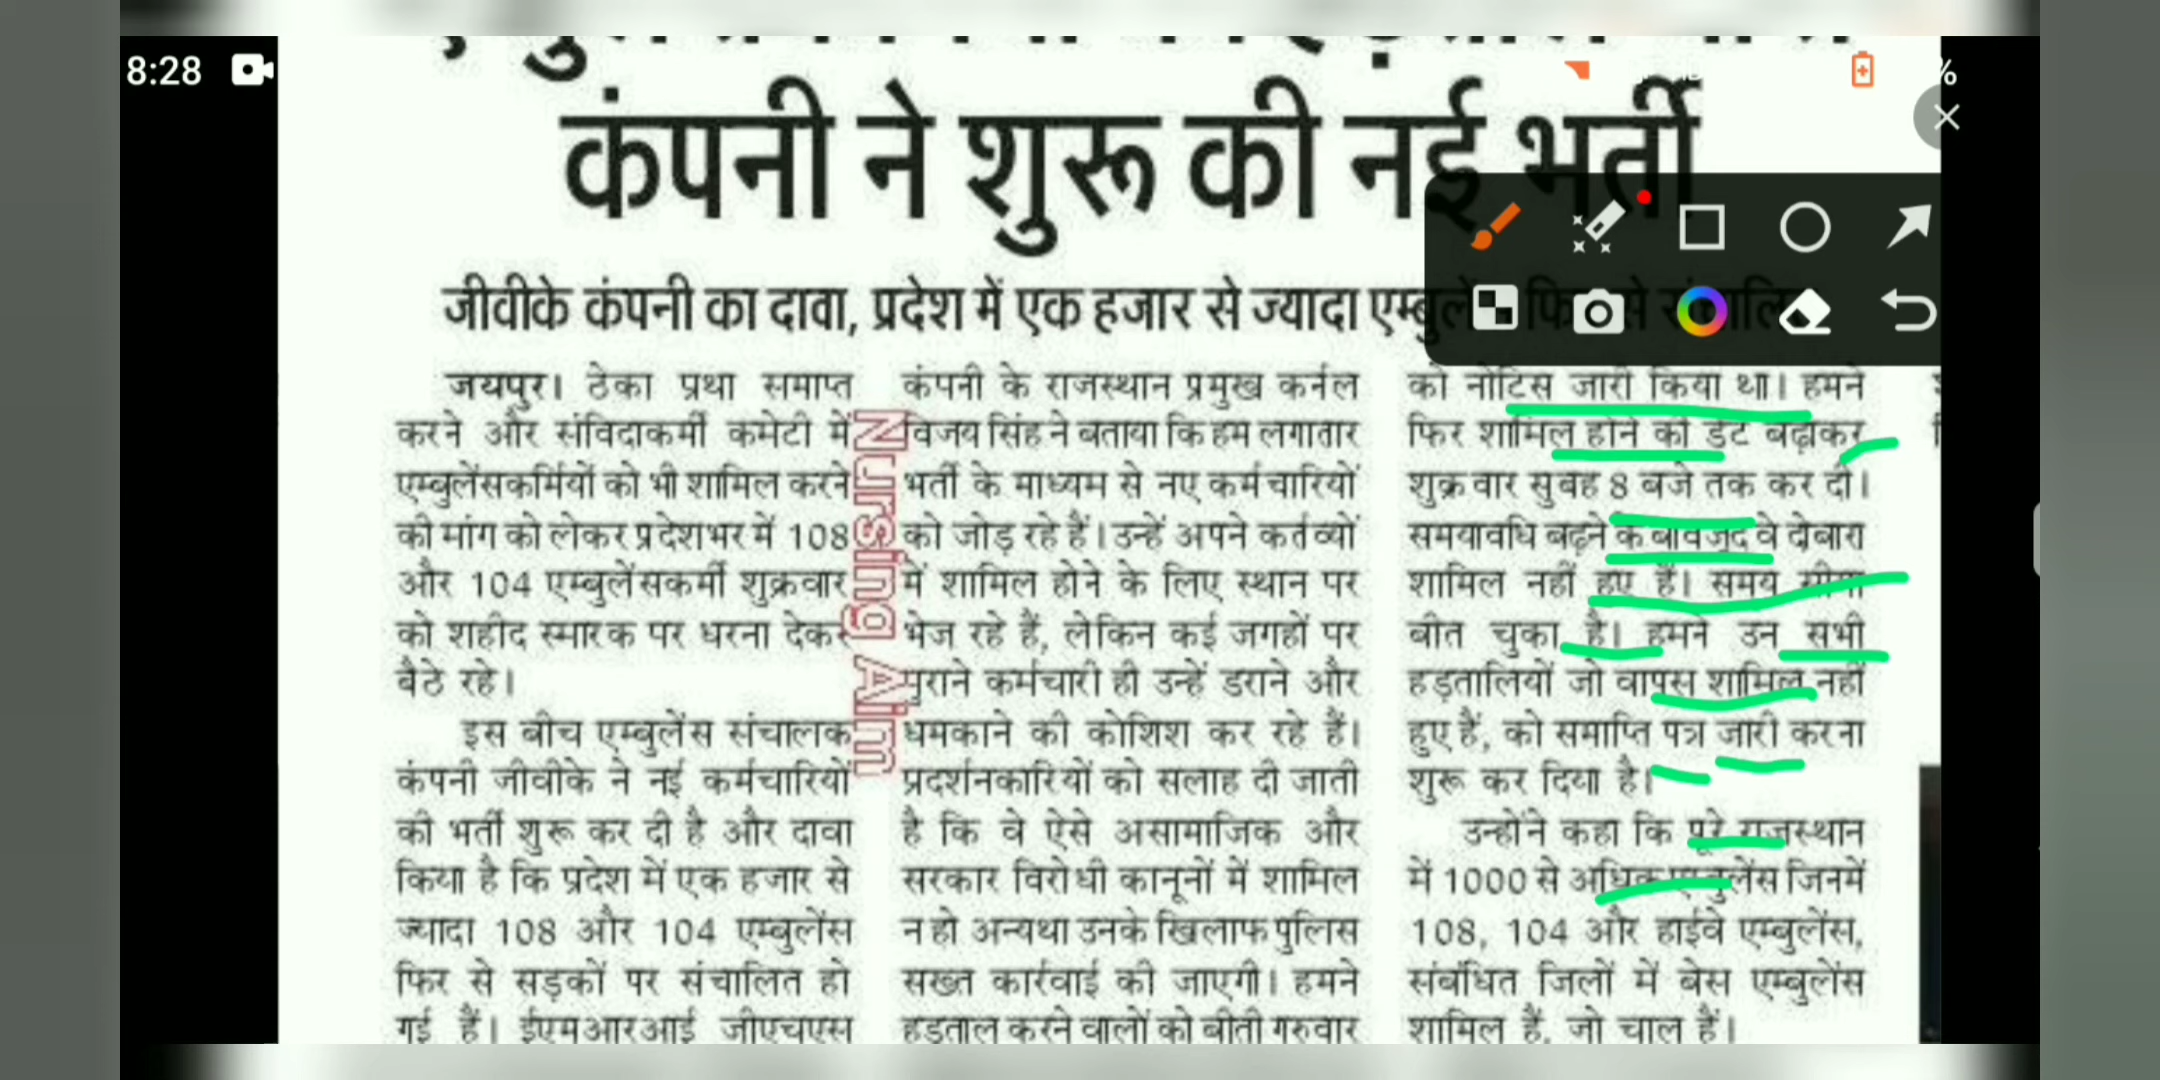 8:28
%
कंपनी ने शुरू की नई भर्ती
जीवीके कंपनी का दावा, प्रदेश में एक हजार से ज्यादा
जयपुर। ठेका प्रथा समाप्त
करने और संविदाकर्मी कमेटी में
एम्बुलेंसकर्मियों को भी शामिल करने
की मांग को लेकर प्रदेशभर में 108
और 104 एम्बुलेंसकर्मी शुक्रवार
को शहीद स्मारक पर धरना देकर
बैठे रहे।
इस बीच एम्बुलेंस संचालक
कंपनी जीवीके ने नई कर्मचारियों
की भर्ती शुरू कर दी है और दावा
किया है कि प्रदेश में एक हजार से
ज्यादा 108 और 104 एम्बुलेंस
फिर से सड़कों पर संचालित हो
गई हैं। ईएमआरआई जीएचएस
Nursing Aim
कंपनी के राजस्थान प्रमुख कर्नल
विजय सिंह ने बताया कि हम लगातार
भर्ती के माध्यम से नए कर्मचारियों
को जोड़ रहे हैं। उन्हें अपने कर्तव्यों
में शामिल होने के लिए स्थान पर
भेज रहे हैं, लेकिन कई जगहों पर
पुराने कर्मचारी ही उन्हें डराने और
धमकाने की कोशिश कर रहे हैं।
प्रदर्शनकारियों को सलाह दी जाती
है कि वे ऐसे असामाजिक और
सरकार विरोधी कानूनों में शामिल
न हो अन्यथा उनके खिलाफ पुलिस
सख्त कार्रवाई की जाएगी। हमने
हड़ताल करने वालों को बीती गुरुवार
को नोटिस जारी किया था। हमने
फिर शामिल होने की डेट बढ़ाकर
शुक्रवार सुबह 8 बजे तक कर दी।
समयावधि बढ़ने के बावजूद वे दोबारा
शामिल नहीं हुए हैं। समय सीमा
बीत चुका है। हमने उन सभी
हड़तालियों जो वापस शामिल नहीं
हुए हैं, को समाप्ति पत्र जारी करना
शुरू कर दिया है।
उन्होंने कहा कि पूरे राजस्थान
में 1000 से अधिक एम्बुलेंस जिनमें
108, 104 और हाईवे एम्बुलेंस,
संबंधित जिलों में बेस एम्बुलेंस
शामिल हैं, जो चालू हैं।